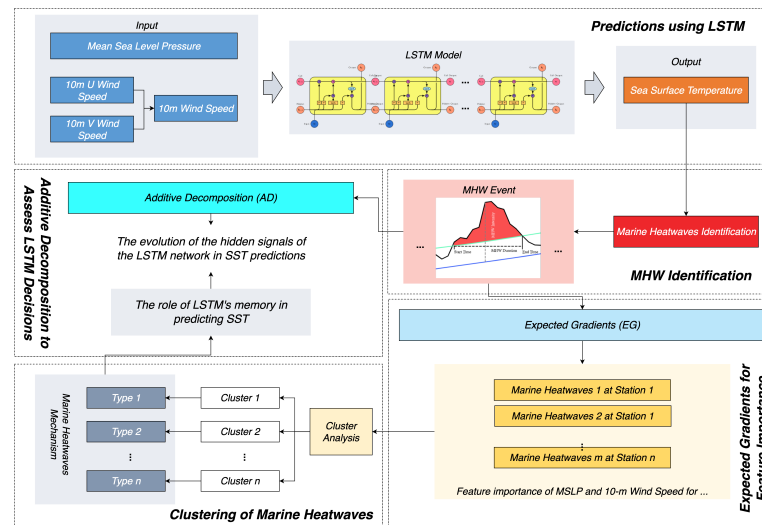 Input
Predictions using LSTM
Mean Sea Level Pressure
10m U Wind
Speed
10m V Wind
Speed
10m Wind Speed
LSTM Model
...
Output
Sea Surface Temperature
Additive Decomposition to
Assess LSTM Decisions
Additive Decomposition (AD)
The evolution of the hidden signals of
the LSTM network in SST predictions
The role of LSTM's memory in
predicting SST
MHW Event
...
MHW Duration
...
Marine Heatwaves Identification
MHW Identification
Expected Gradients (EG)
Marine Heatwaves 1 at Station 1
Marine Heatwaves 2 at Station 1
...
Marine Heatwaves m at Station n
Feature importance of MSLP and 10-m Wind Speed for ...
Expected Gradients for
Feature Importance
Marine Heatwaves
Mechanism
Type 1
Type 2
...
Type n
Cluster 1
Cluster 2
...
Cluster n
Cluster
Analysis
Clustering of Marine Heatwaves